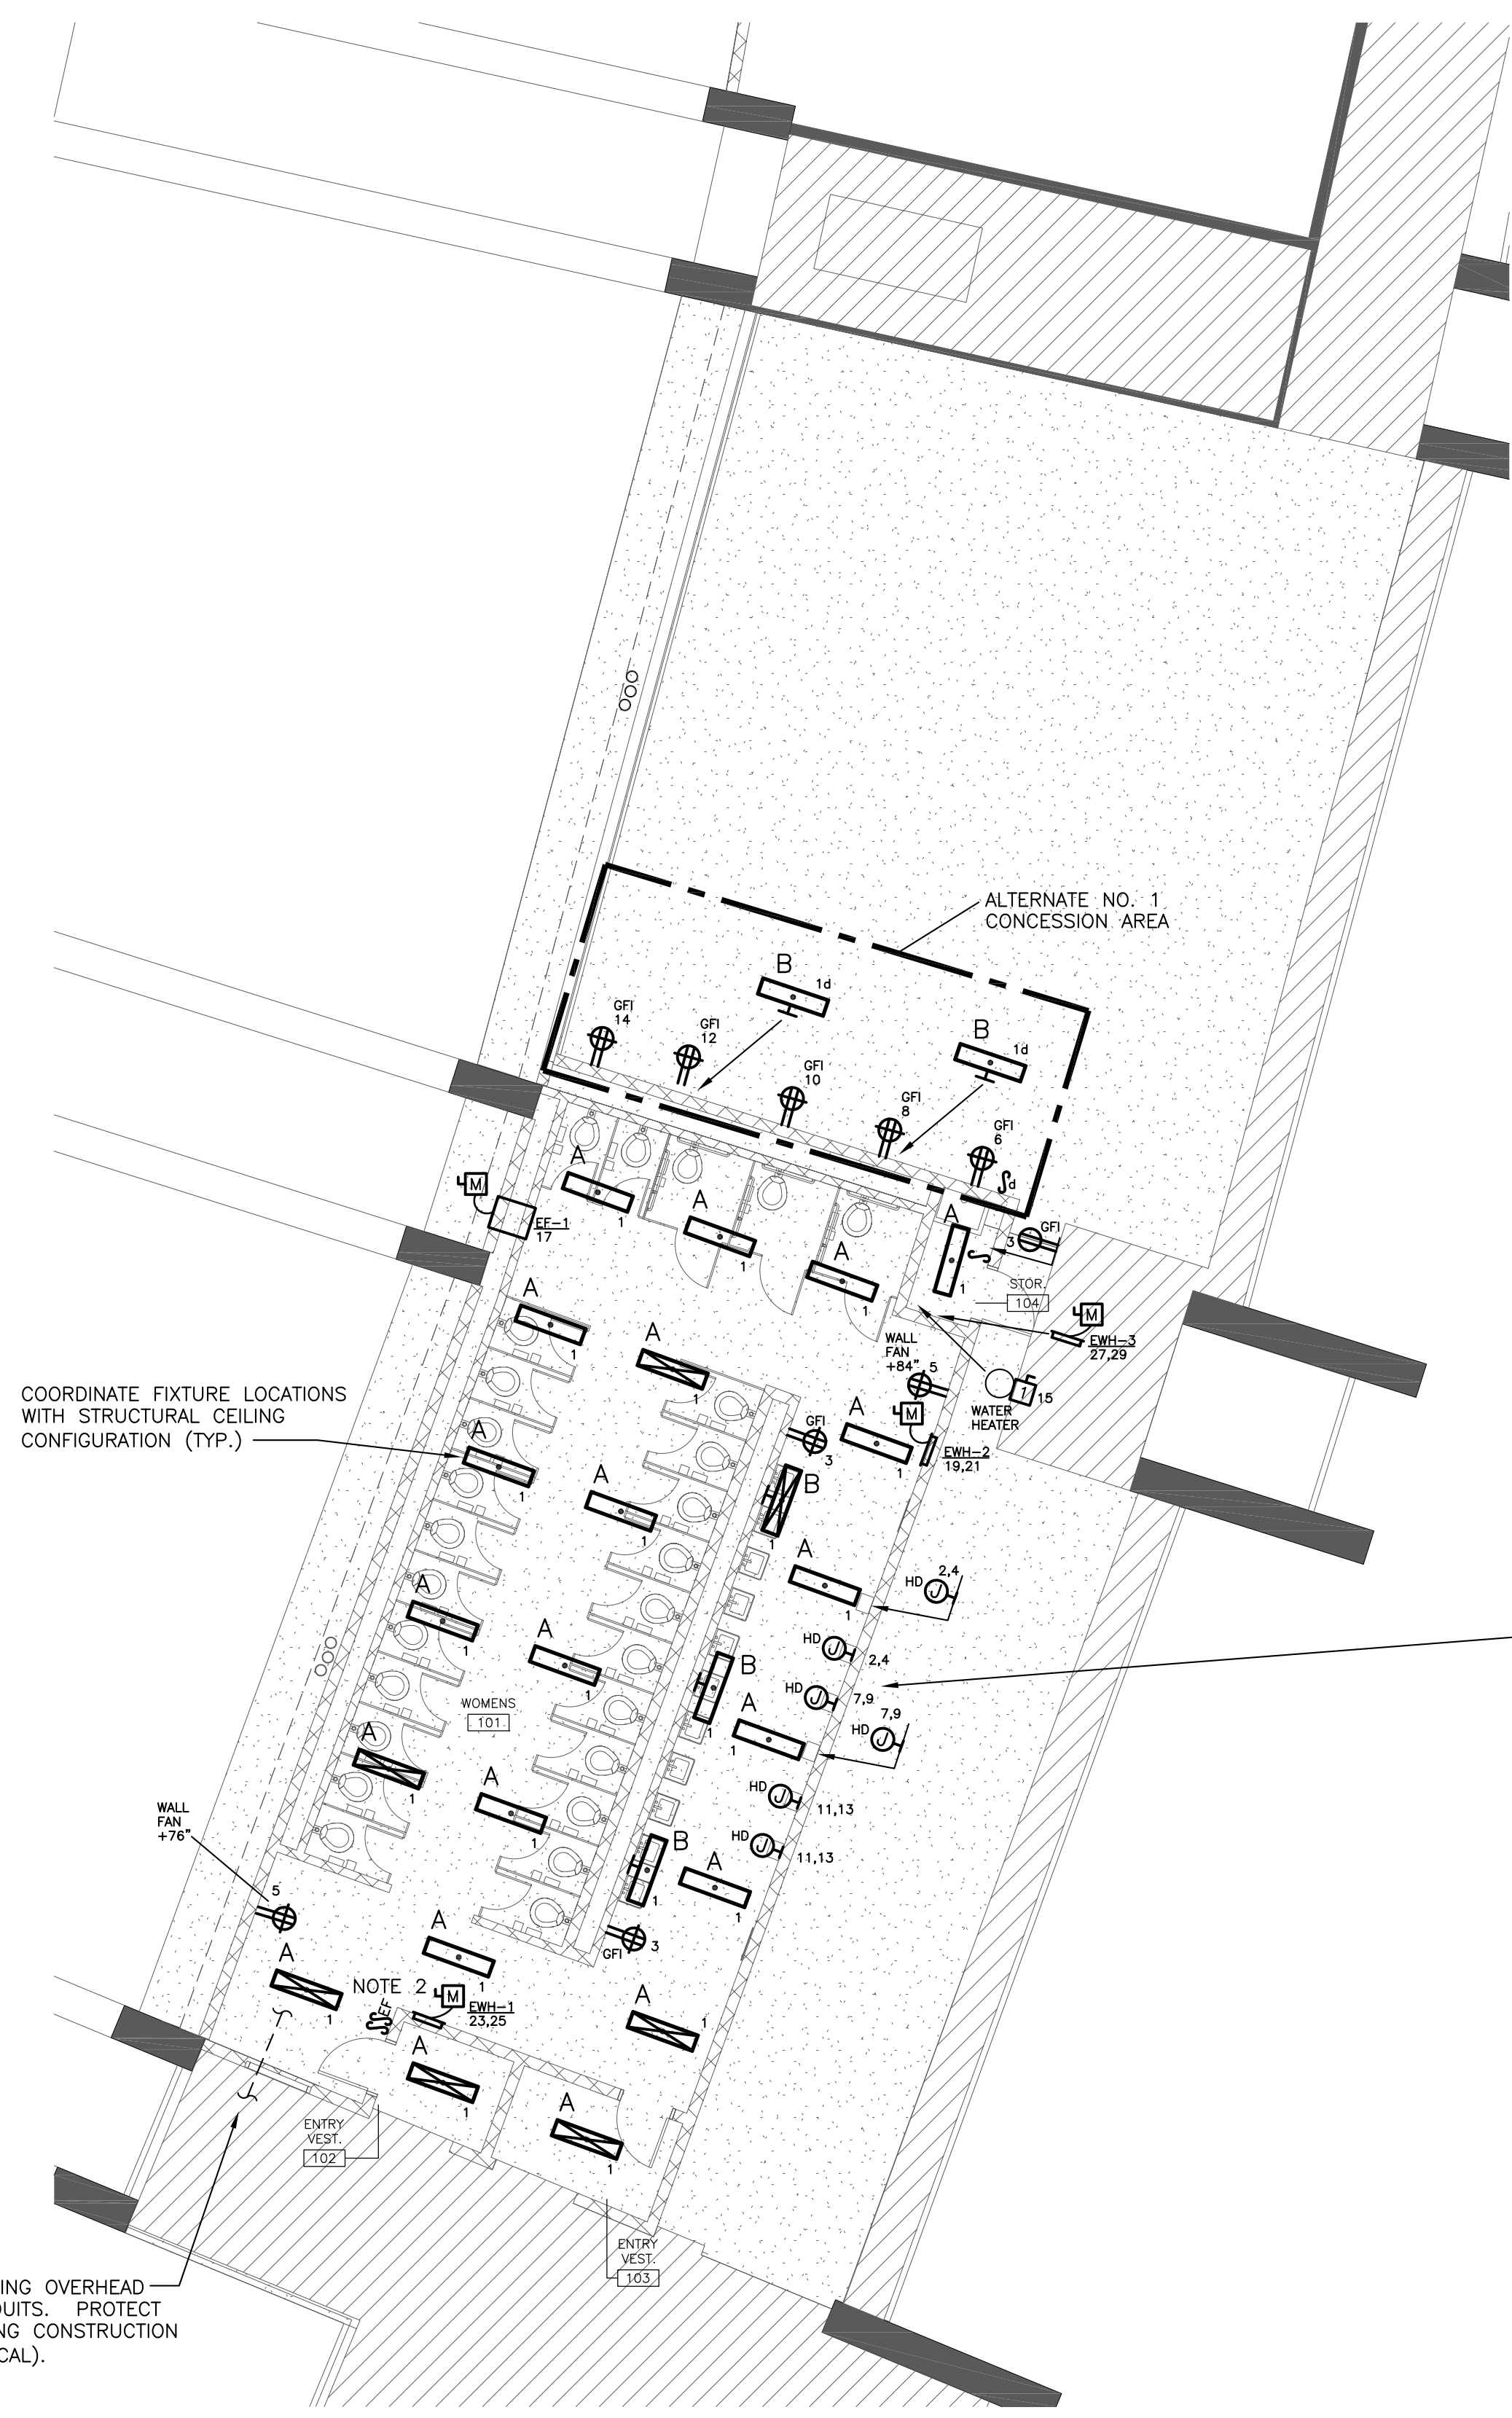 ALTERNATE NO. 1
CONCESSION AREA
B
1d
GFI
14
GFI
12
B
1d
GFI
10
GFI
8
GFI
6
d
A
1
A
1
A
1
A
1
GFI
3
M
EF-1
17
STOR.
104
M
EWH-3
27,29
A
1
A
1
WALL
FAN
+84"
5
1
15
WATER
HEATER
COORDINATE FIXTURE LOCATIONS
WITH STRUCTURAL CEILING
CONFIGURATION (TYP.)
A
1
GFI
3
M
A
1
EWH-2
19,21
A
1
B
1
A
1
HD
J
2,4
A
1
A
1
HD
J
2,4
B
1
HD
J
7,9
WOMENS
101
A
1
HD
J
7,9
A
1
A
1
HD
J
11,13
WALL
FAN
+76"
5
B
1
HD
J
11,13
A
1
A
1
GFI
3
A
1
NOTE 2
EF
M
EWH-1
23,25
A
1
A
1
A
1
ENTRY
VEST.
102
ENTRY
VEST.
103
ING OVERHEAD
UITS. PROTECT
NG CONSTRUCTION
CAL).